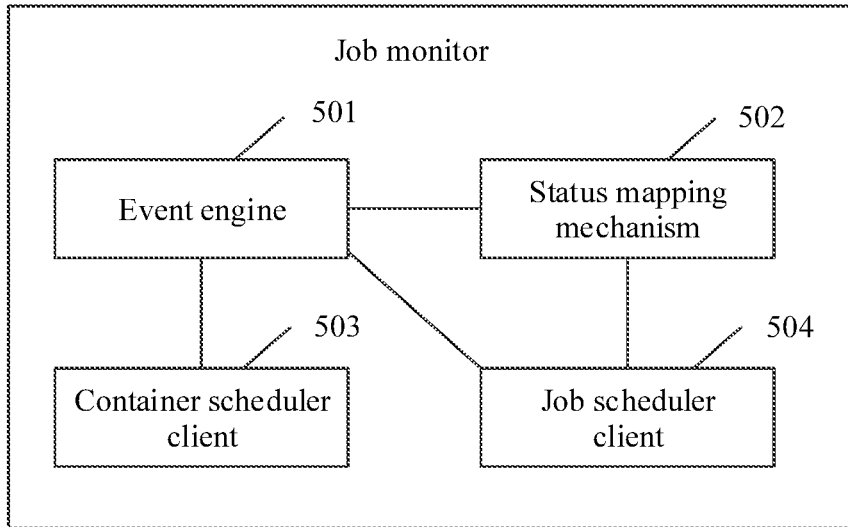 Job monitor
501
502
Event engine
Status mapping
mechanism
503
504
Container scheduler
client
Job scheduler
client